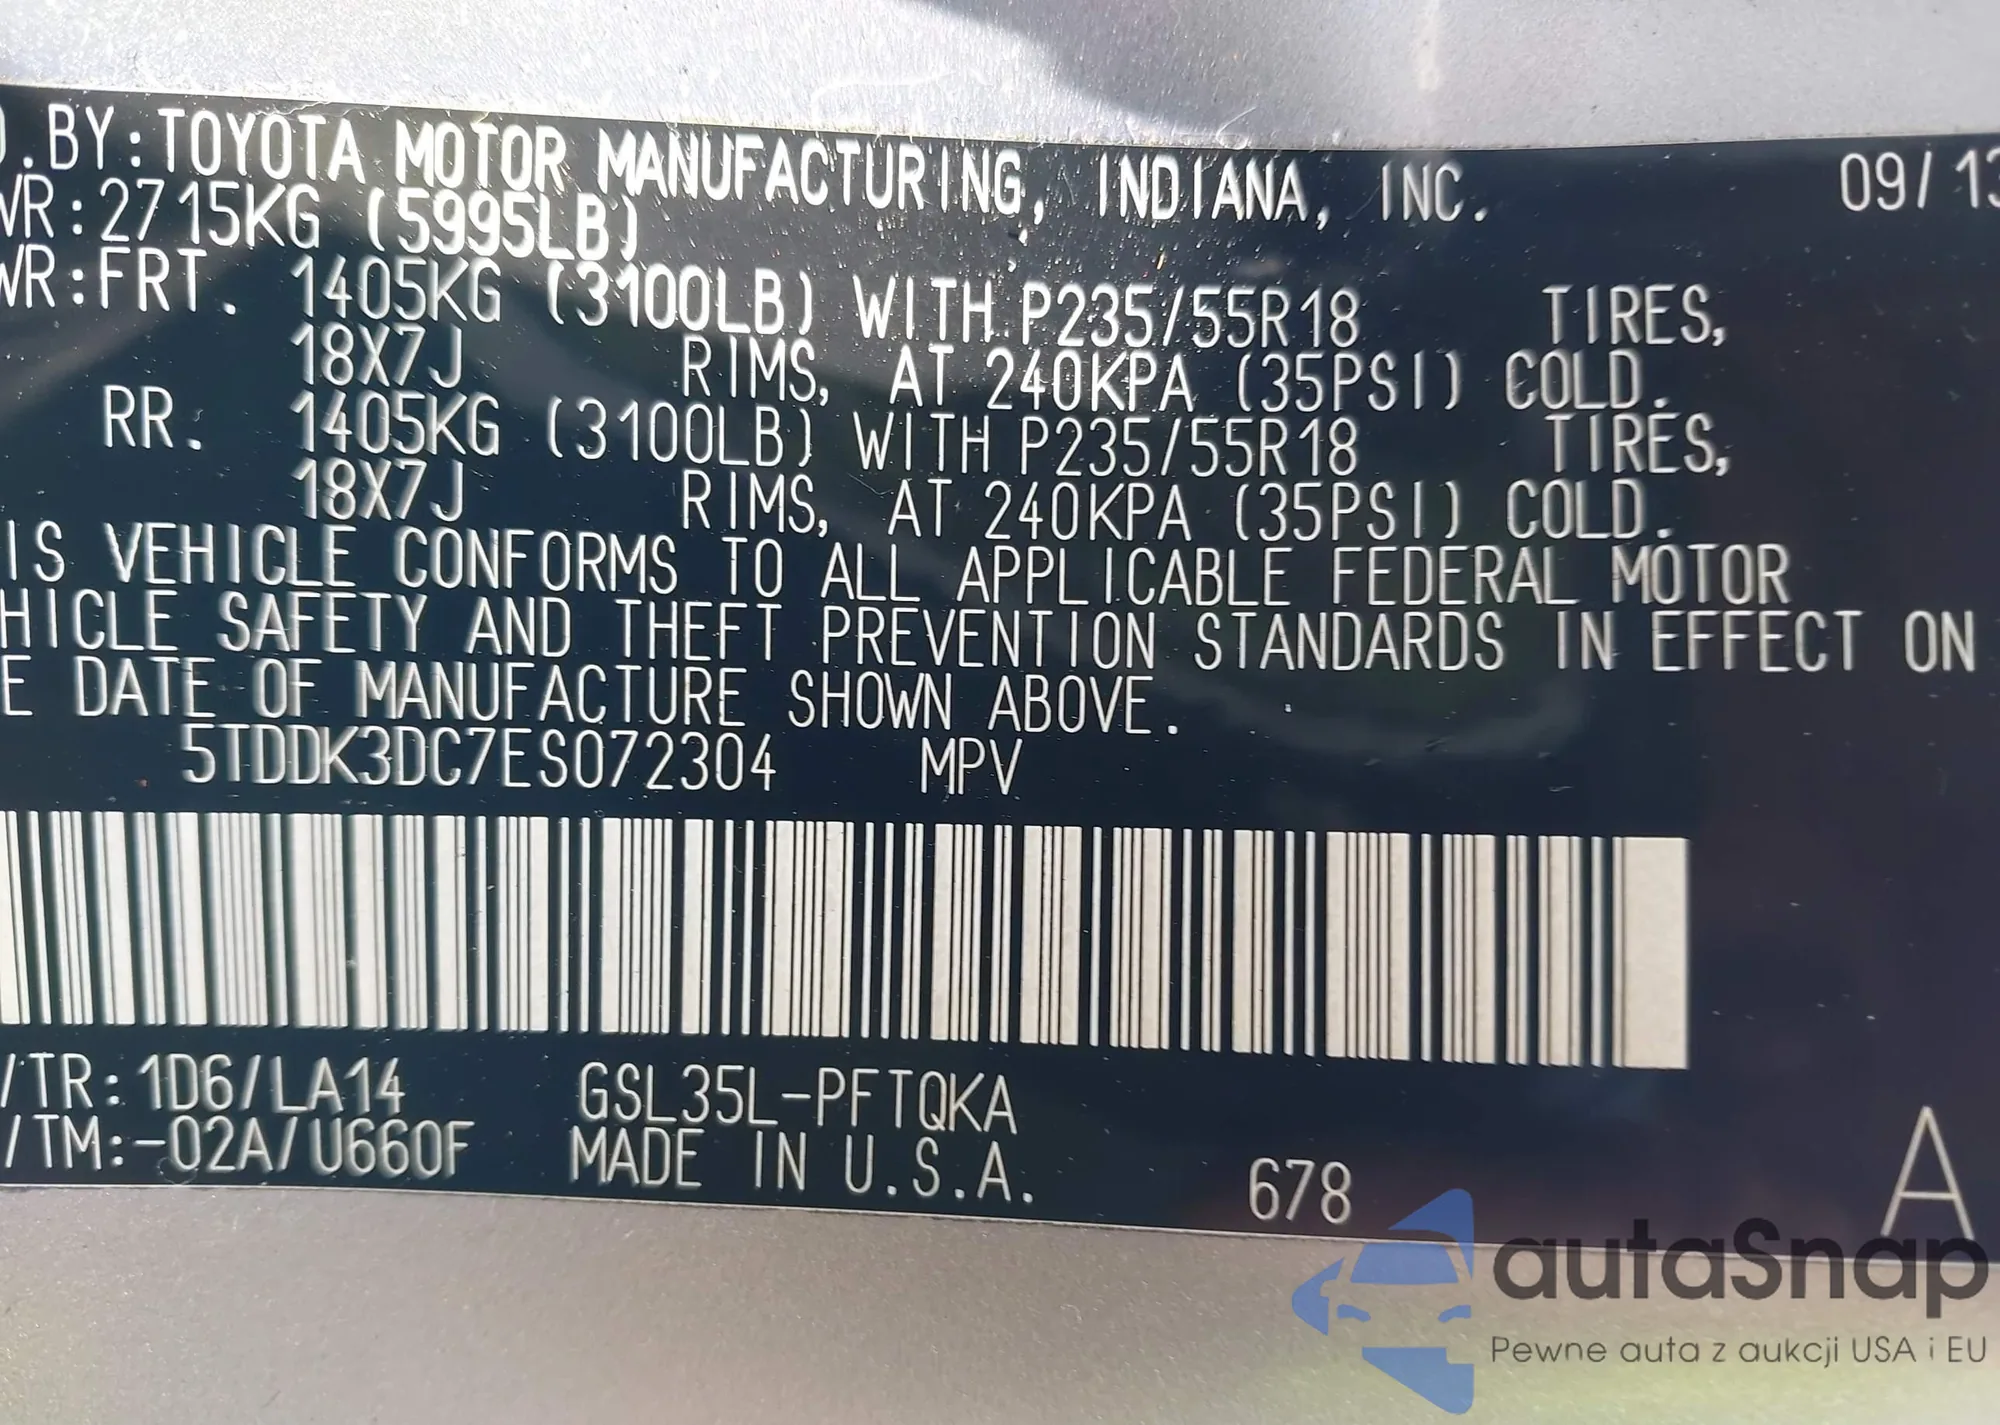 D.BY:TOYOTA MOTOR MANUFACTURING, INDIANA, INC. 09/13
WR:2715KG (5995LB)
WR:FRT. 1405KG (3100LB) WITH P235/55R18 TIRES,
18X7J RIMS, AT 240KPA (35PSI) COLD.
RR. 1405KG (3100LB) WITH P235/55R18 TIRES,
18X7J RIMS, AT 240KPA (35PSI) COLD.
IS VEHICLE CONFORMS TO ALL APPLICABLE FEDERAL MOTOR
HICLE SAFETY AND THEFT PREVENTION STANDARDS IN EFFECT ON
E DATE OF MANUFACTURE SHOWN ABOVE.
5TDDK3DC7ES072304 MPV
/TR: 1D6/LA14 GSL35L-PFTQKA
/TM:-02A/U660F MADE IN U.S.A. 678 A
autaSnap
Pewne auta z aukcji USA i EU